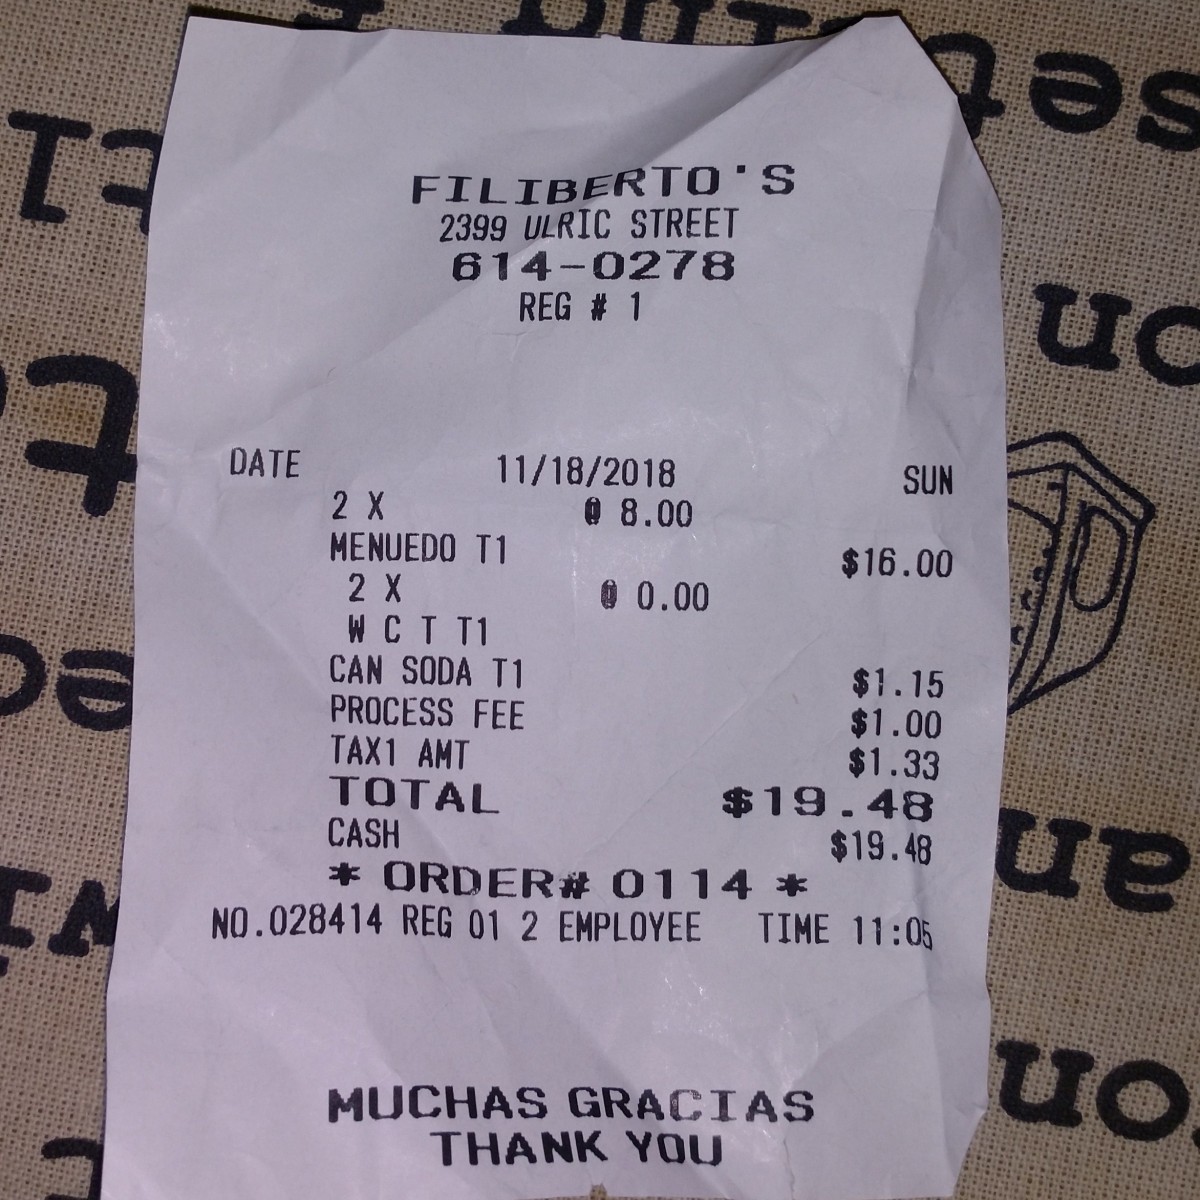 FILIBERTO'S
2399 ULRIC STREET
614-0278
REG # 1
DATE 11/18/2018 SUN
2 X @ 8.00
MENUEDO T1 $16.00
2 X @ 0.00
W C T T1
CAN SODA T1 $1.15
PROCESS FEE $1.00
TAX1 AMT $1.33
TOTAL $19.48
CASH $19.48
* ORDER# 0114 *
NO.028414 REG 01 2 EMPLOYEE TIME 11:05
MUCHAS GRACIAS
THANK YOU